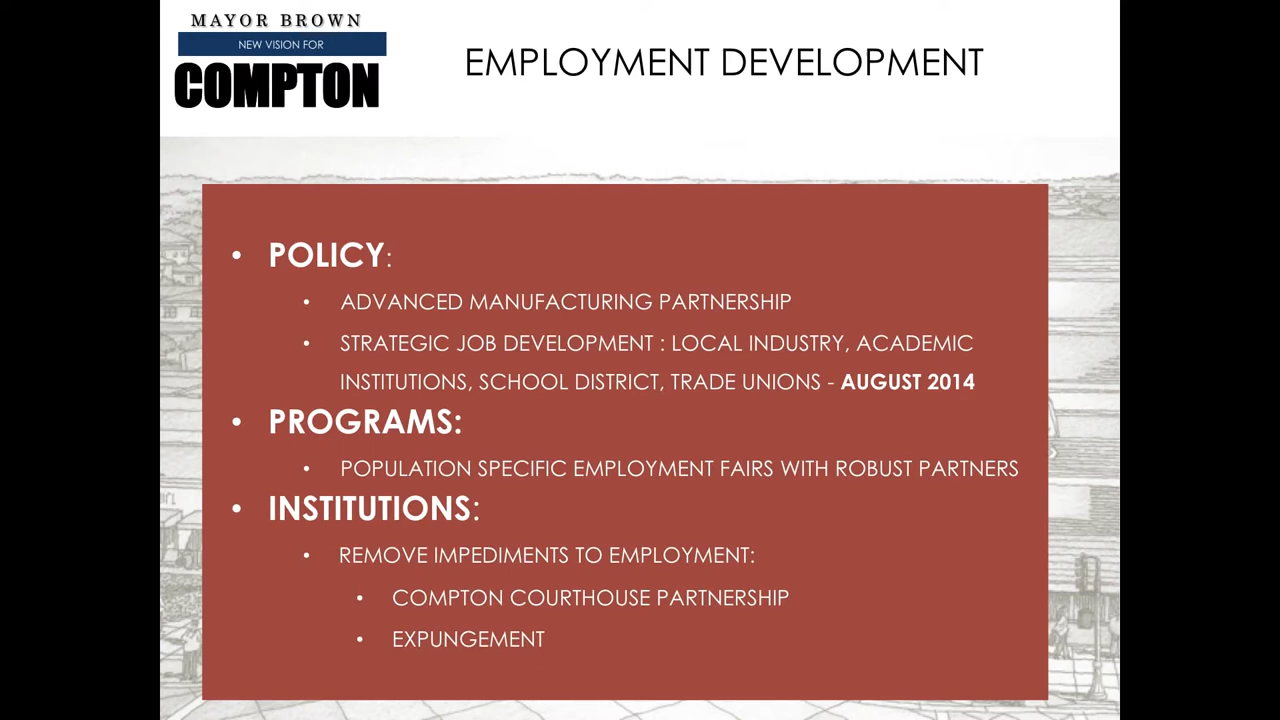 MAYOR BROWN
NEW VISION FOR
COMPTON
EMPLOYMENT DEVELOPMENT
• POLICY:
• ADVANCED MANUFACTURING PARTNERSHIP
• STRATEGIC JOB DEVELOPMENT : LOCAL INDUSTRY, ACADEMIC
INSTITUTIONS, SCHOOL DISTRICT, TRADE UNIONS - AUGUST 2014
• PROGRAMS:
• POPULATION SPECIFIC EMPLOYMENT FAIRS WITH ROBUST PARTNERS
• INSTITUTIONS:
• REMOVE IMPEDIMENTS TO EMPLOYMENT:
• COMPTON COURTHOUSE PARTNERSHIP
• EXPUNGEMENT